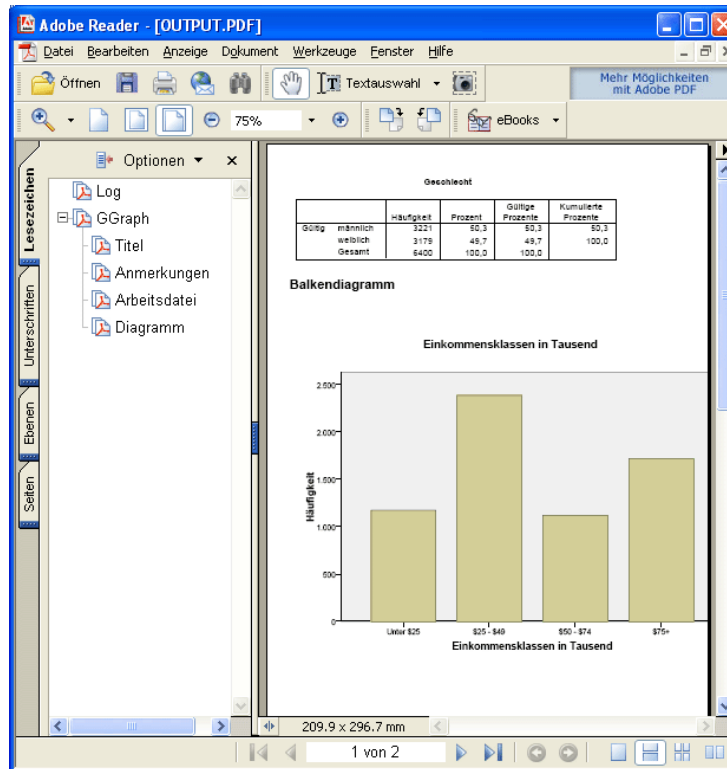 Adobe Reader - [OUTPUT.PDF]
Datei Bearbeiten Anzeige Dokument Werkzeuge Fenster Hilfe
Öffnen Textauswahl Mehr Möglichkeiten
mit Adobe PDF
75% eBooks
Lesezeichen
Unterschriften
Ebenen
Seiten
Optionen
Log
GGraph
Titel
Anmerkungen
Arbeitsdatei
Diagramm
Geschlecht
Häufigkeit Prozent Gültige Prozente Kumulierte Prozente
Gültig männlich 3221 50,3 50,3 50,3
weiblich 3179 49,7 49,7 100,0
Gesamt 6400 100,0 100,0
Balkendiagramm
Einkommensklassen in Tausend
Häufigkeit
2.500
2.000
1.500
1.000
500
0
Unter $25 $25 - $49 $50 - $74 $75+
Einkommensklassen in Tausend
209.9 x 296.7 mm
1 von 2